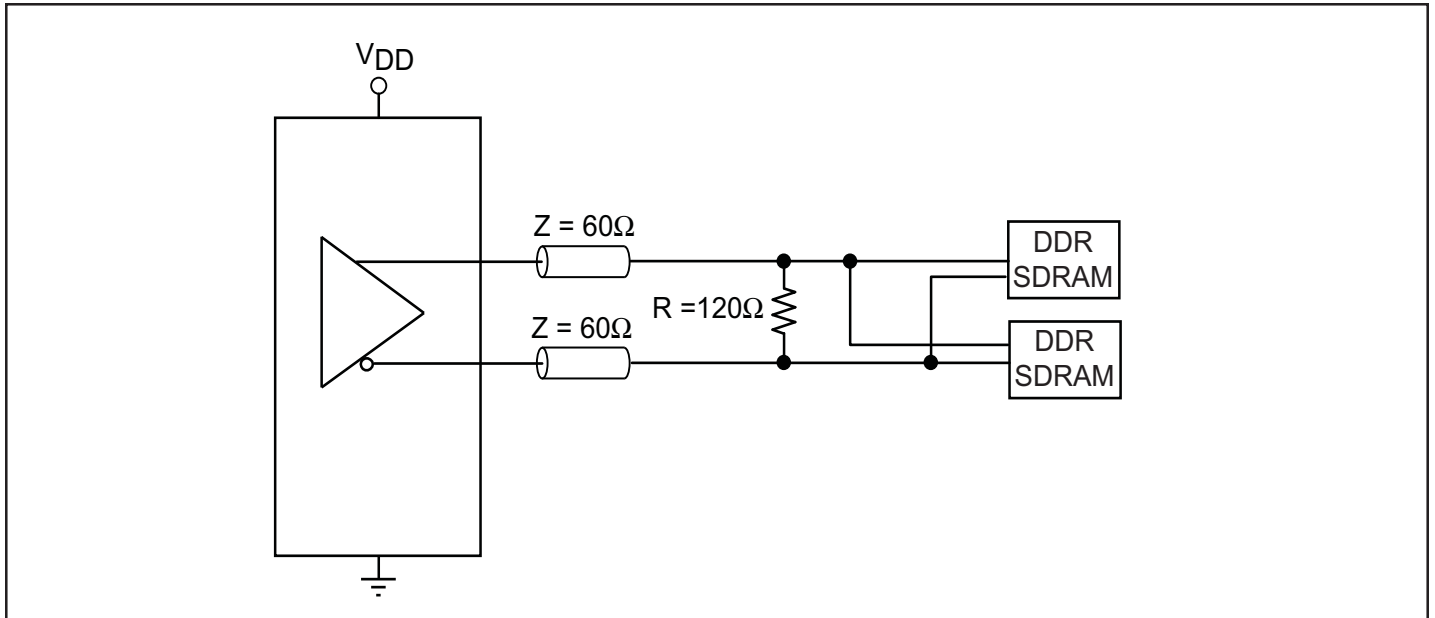 VDD
Z = 60Ω
R =120Ω
Z = 60Ω
DDR
SDRAM
DDR
SDRAM